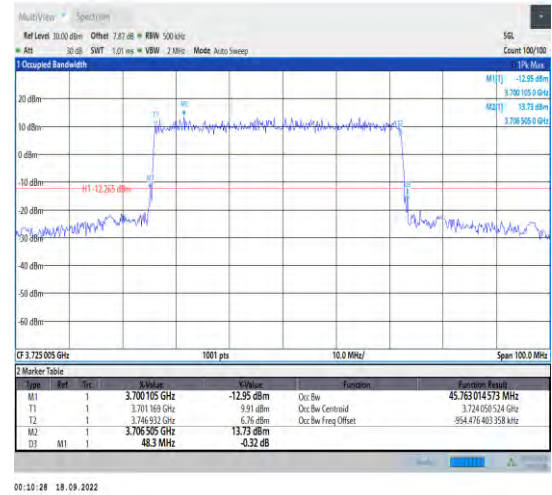 MultiView Spectrum
Ref Level 30.00 dBm Offset 7.87 dB RBW 500 kHz SGL
Att 30 dB SWT 1.01 ms VBW 2 MHz Mode Auto Sweep Count 100/100
1 Occupied Bandwidth 1Pk Max
M1[1] -12.95 dBm
3.700 105 0 GHz
20 dBm M2[1] 13.73 dBm
3.706 505 0 GHz
M2
T1
T2
10 dBm
0 dBm
-10 dBm
M1
H1 -12.265 dBm
-20 dBm
-30 dBm
-40 dBm
-50 dBm
-60 dBm
CF 3.725 005 GHz 1001 pts 10.0 MHz/ Span 100.0 MHz
2 Marker Table
Type Ref Trc X-Value Y-Value Function Function Result
M1 1 3.700 105 GHz -12.95 dBm Occ Bw 45.763 014 573 MHz
T1 1 3.701 169 GHz 9.91 dBm Occ Bw Centroid 3.724 050 524 GHz
T2 1 3.746 932 GHz 6.76 dBm Occ Bw Freq Offset -954.476 403 358 kHz
M2 1 3.706 505 GHz 13.73 dBm
D3 M1 1 48.3 MHz -0.32 dB
00:10:28 18.09.2022